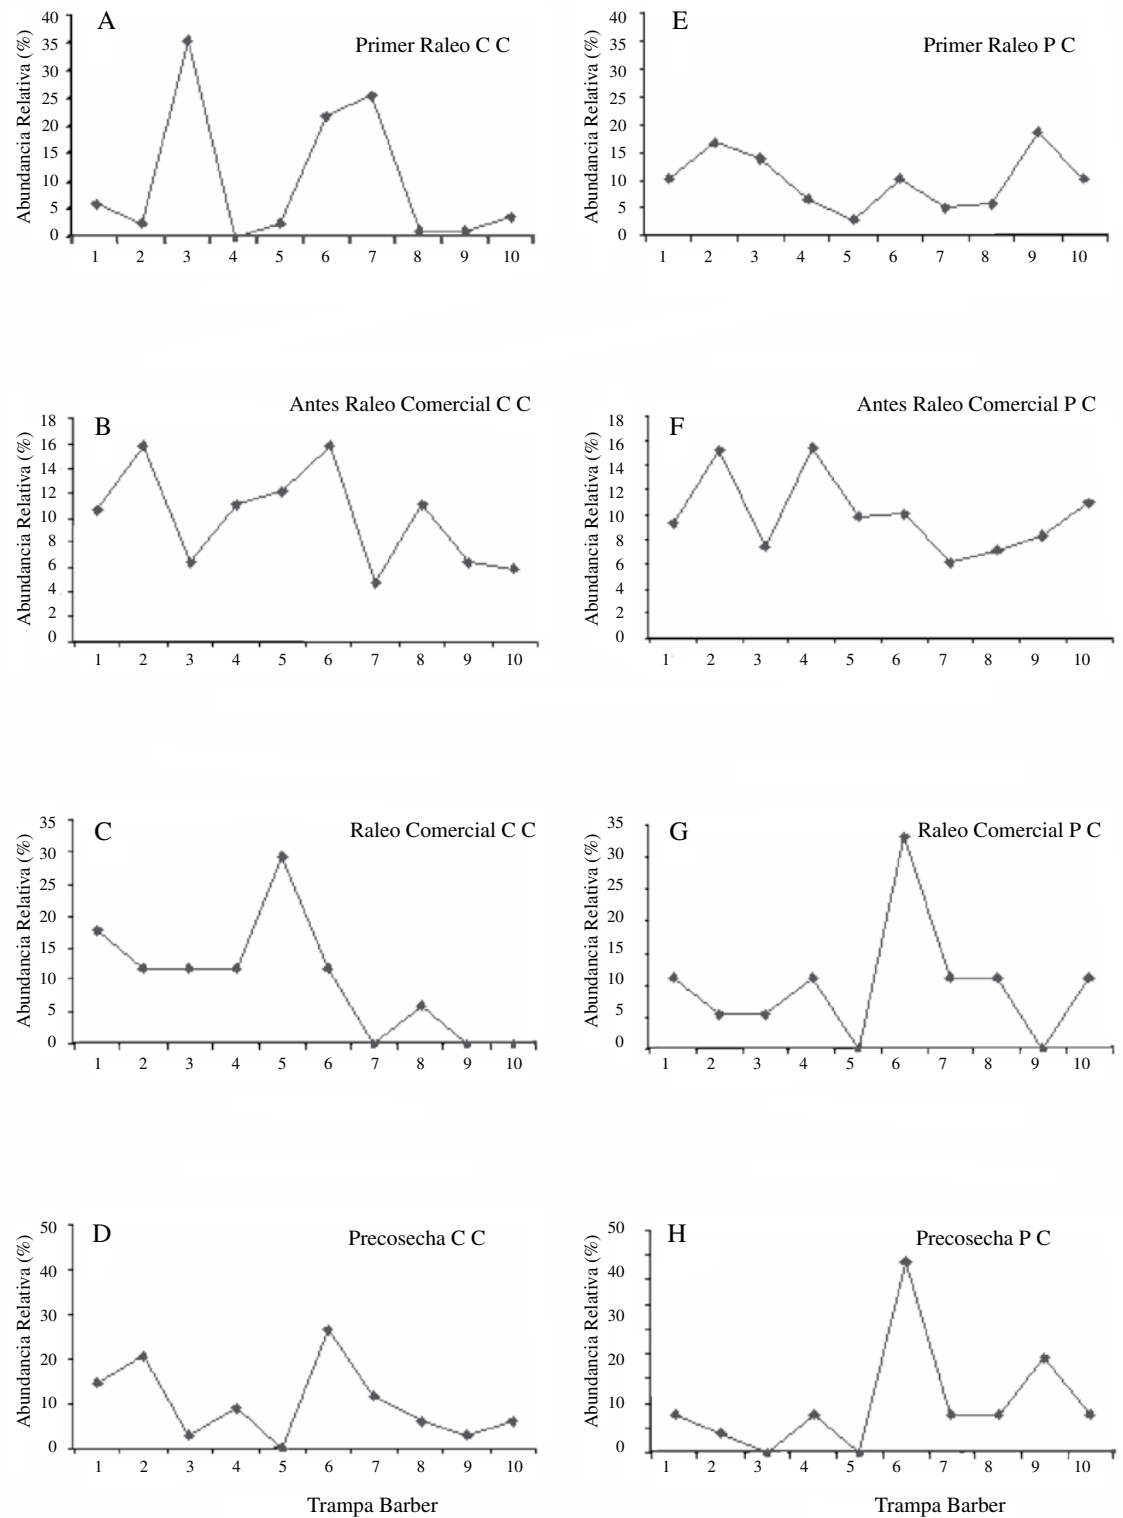 A
Primer Raleo C C
Abundancia Relativa (%)
40
35
30
25
20
15
10
5
0
1 2 3 4 5 6 7 8 9 10
E
Primer Raleo P C
Abundancia Relativa (%)
40
35
30
25
20
15
10
5
0
1 2 3 4 5 6 7 8 9 10
B
Antes Raleo Comercial C C
Abundancia Relativa (%)
18
16
14
12
10
8
6
4
2
0
1 2 3 4 5 6 7 8 9 10
F
Antes Raleo Comercial P C
Abundancia Relativa (%)
18
16
14
12
10
8
6
4
2
0
1 2 3 4 5 6 7 8 9 10
C
Raleo Comercial C C
Abundancia Relativa (%)
35
30
25
20
15
10
5
0
1 2 3 4 5 6 7 8 9 10
G
Raleo Comercial P C
Abundancia Relativa (%)
35
30
25
20
15
10
5
0
1 2 3 4 5 6 7 8 9 10
D
Precosecha C C
Abundancia Relativa (%)
50
40
30
20
10
0
1 2 3 4 5 6 7 8 9 10
Trampa Barber
H
Precosecha P C
Abundancia Relativa (%)
50
40
30
20
10
0
1 2 3 4 5 6 7 8 9 10
Trampa Barber